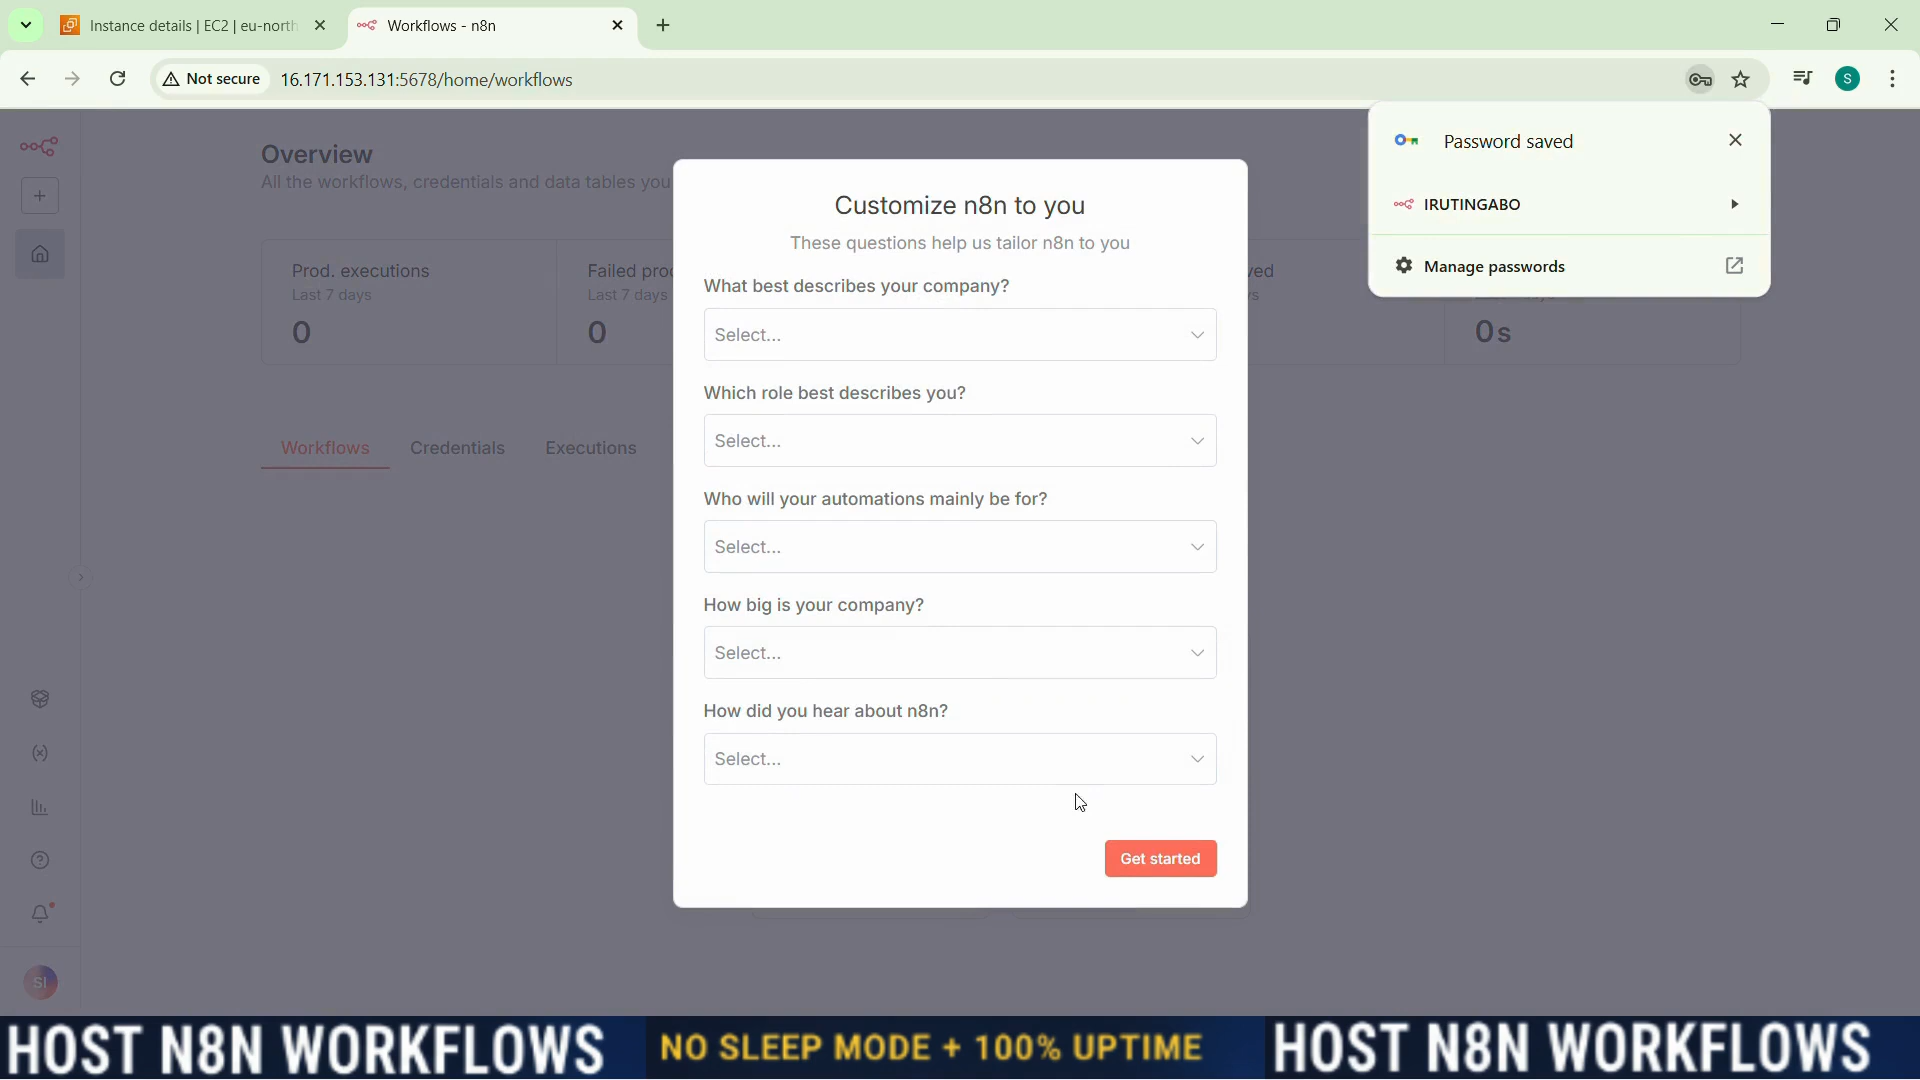 Instance details | EC2 | eu-north
Workflows - n8n
Not secure
16.171.153.131:5678/home/workflows
S
Password saved
IRUTINGABO
Manage passwords
Overview
All the workflows, credentials and data tables you
Prod. executions
Last 7 days
0
Failed prod
Last 7 days
0
0s
Workflows
Credentials
Executions
Customize n8n to you
These questions help us tailor n8n to you
What best describes your company?
Select...
Which role best describes you?
Select...
Who will your automations mainly be for?
Select...
How big is your company?
Select...
How did you hear about n8n?
Select...
Get started
SI
HOST N8N WORKFLOWS
NO SLEEP MODE + 100% UPTIME
HOST N8N WORKFLOWS